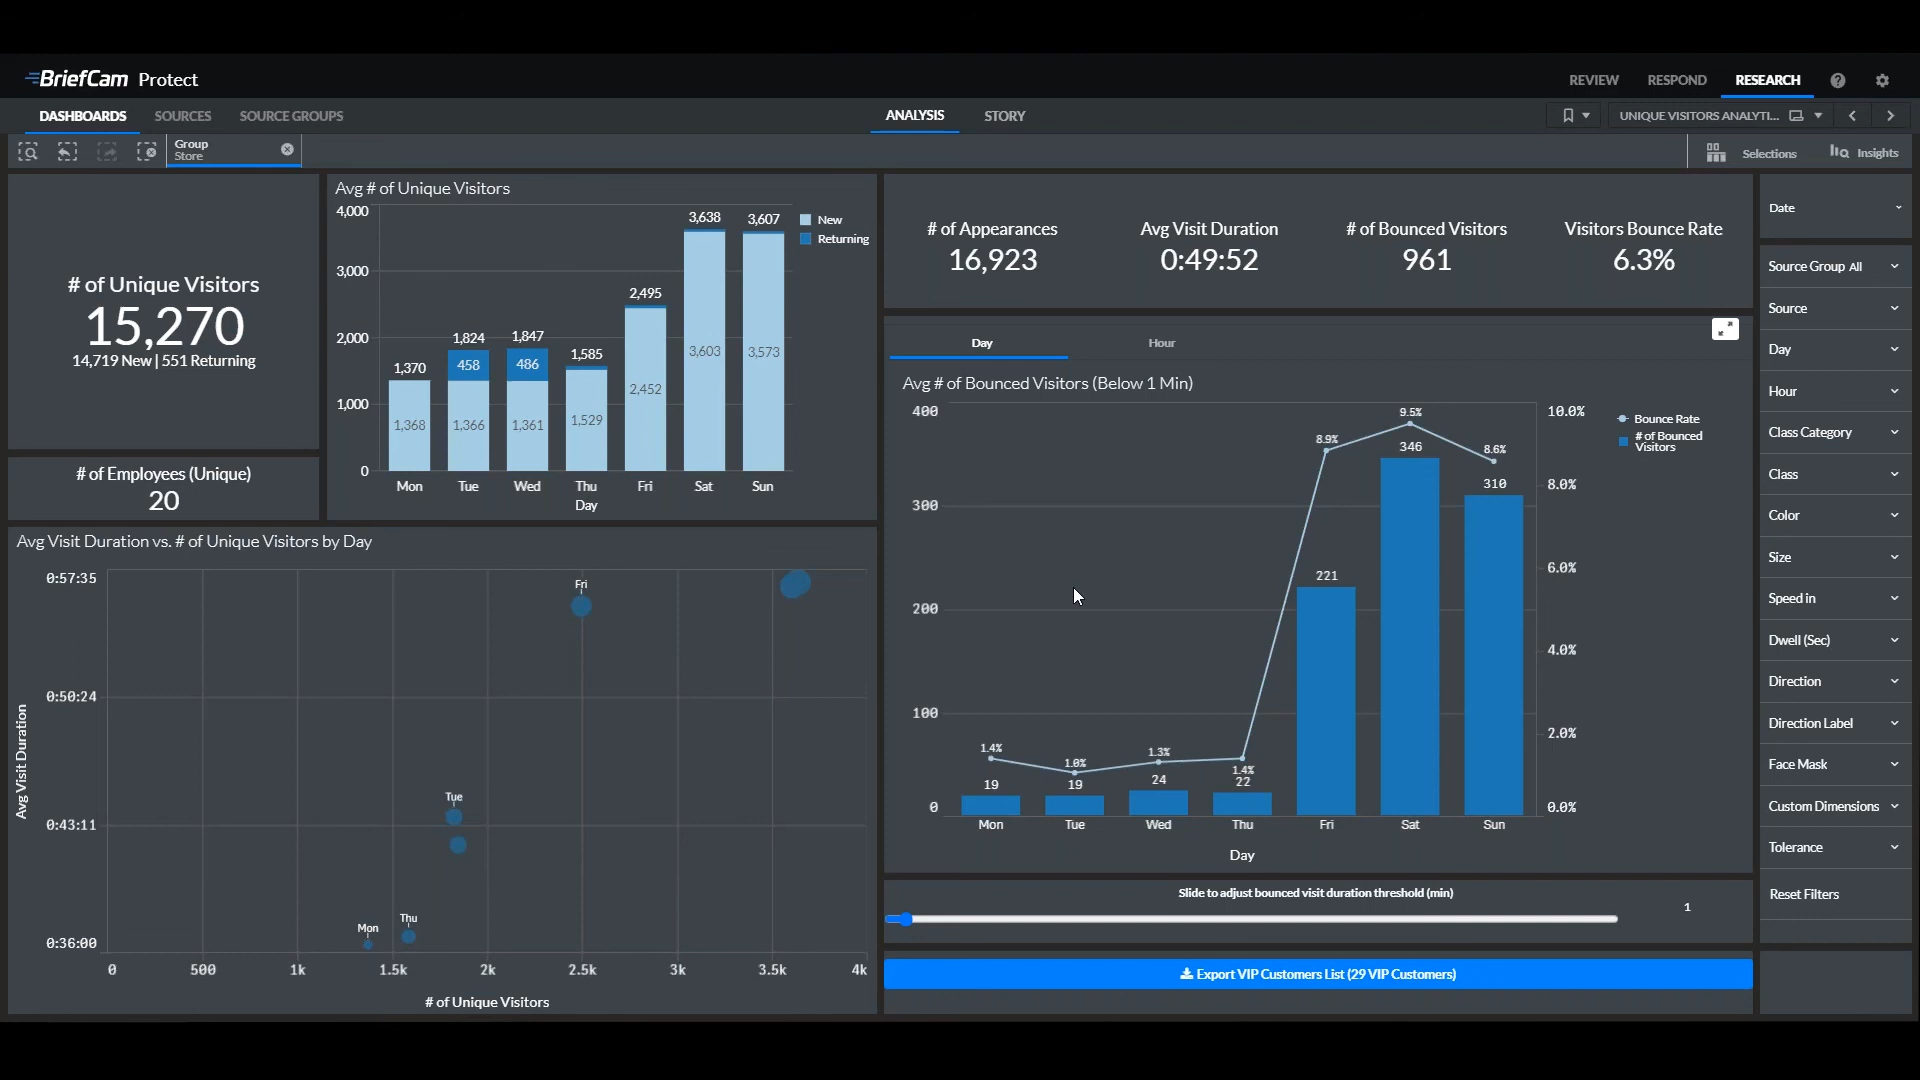 BriefCam Protect
REVIEW RESPOND RESEARCH
DASHBOARDS SOURCES SOURCE GROUPS
ANALYSIS STORY
UNIQUE VISITORS ANALYTI...
Group
Store
Selections Insights
# of Unique Visitors
15,270
14,719 New | 551 Returning
# of Employees (Unique)
20
Avg # of Unique Visitors
4,000
3,000
2,000
1,000
0
1,370 1,824 1,847 1,585 2,495 3,638 3,607
458 486
1,368 1,366 1,361 1,529 2,452 3,603 3,573
Mon Tue Wed Thu Fri Sat Sun
Day
New
Returning
# of Appearances
16,923
Avg Visit Duration
0:49:52
# of Bounced Visitors
961
Visitors Bounce Rate
6.3%
Day Hour
Avg # of Bounced Visitors (Below 1 Min)
400
300
200
100
0
1.4% 1.0% 1.3% 1.4% 8.9% 9.5% 8.6%
19 19 24 22 221 346 310
10.0%
8.0%
6.0%
4.0%
2.0%
0.0%
Mon Tue Wed Thu Fri Sat Sun
Day
Bounce Rate
# of Bounced
Visitors
Slide to adjust bounced visit duration threshold (min)
1
Export VIP Customers List (29 VIP Customers)
Avg Visit Duration vs. # of Unique Visitors by Day
Avg Visit Duration
0:57:35
0:50:24
0:43:11
0:36:00
Fri
Tue
Mon
Thu
0 500 1k 1.5k 2k 2.5k 3k 3.5k 4k
# of Unique Visitors
Date
Source Group All
Source
Day
Hour
Class Category
Class
Color
Size
Speed in
Dwell (Sec)
Direction
Direction Label
Face Mask
Custom Dimensions
Tolerance
Reset Filters